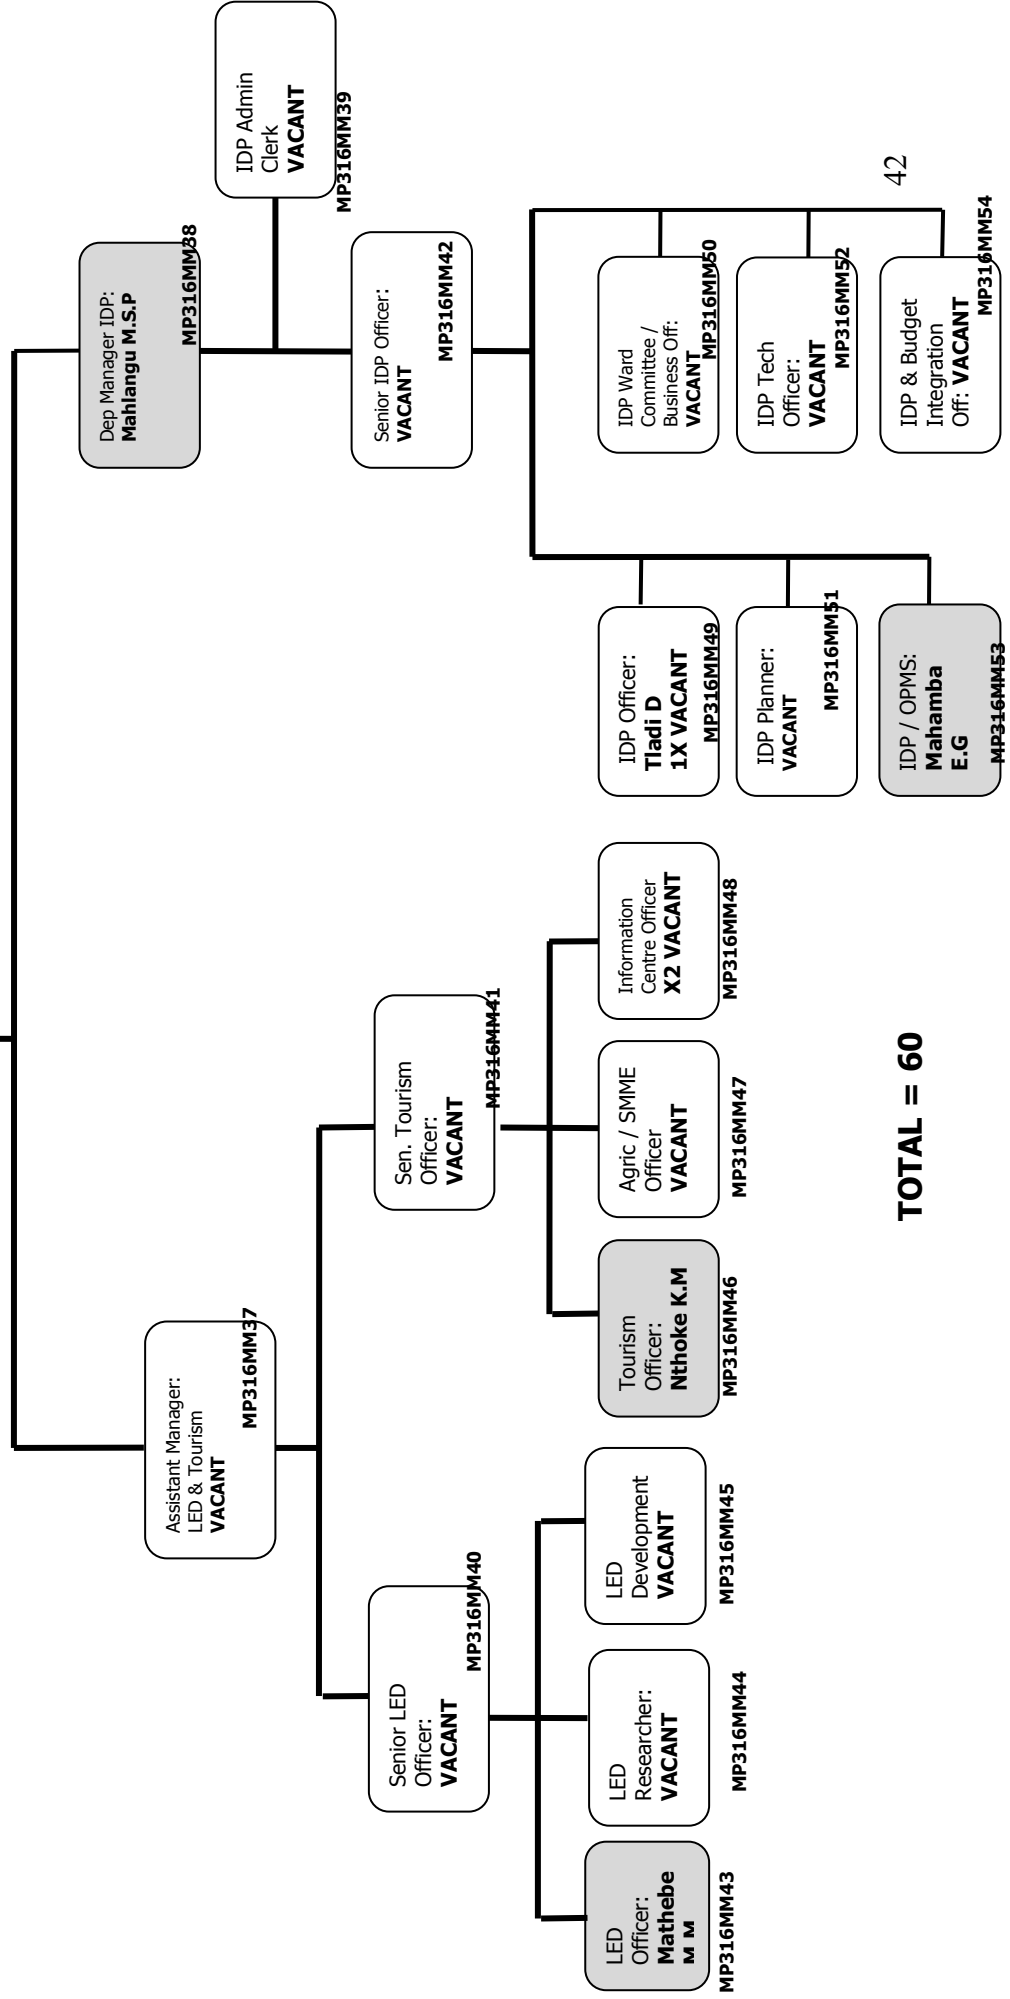 Assistant Manager:
LED & Tourism
VACANT
MP316MM37
Dep Manager IDP:
Mahlangu M.S.P
MP316MM38
IDP Admin
Clerk
VACANT
MP316MM39
Senior LED
Officer:
VACANT
MP316MM40
Sen. Tourism
Officer:
VACANT
MP316MM41
Senior IDP Officer:
VACANT
MP316MM42
LED
Officer:
Mathebe
M M
MP316MM43
LED
Researcher:
VACANT
MP316MM44
LED
Development
VACANT
MP316MM45
Tourism
Officer:
Nthoke K.M
MP316MM46
Agric / SMME
Officer
VACANT
MP316MM47
Information
Centre Officer
X2 VACANT
MP316MM48
IDP Officer:
Tladi D
1X VACANT
MP316MM49
IDP Ward
Committee /
Business Off:
VACANT
MP316MM50
IDP Planner:
VACANT
MP316MM51
IDP Tech
Officer:
VACANT
MP316MM52
IDP / OPMS:
Mahamba
E.G
MP316MM53
IDP & Budget
Integration
Off: VACANT
MP316MM54
TOTAL = 60
42